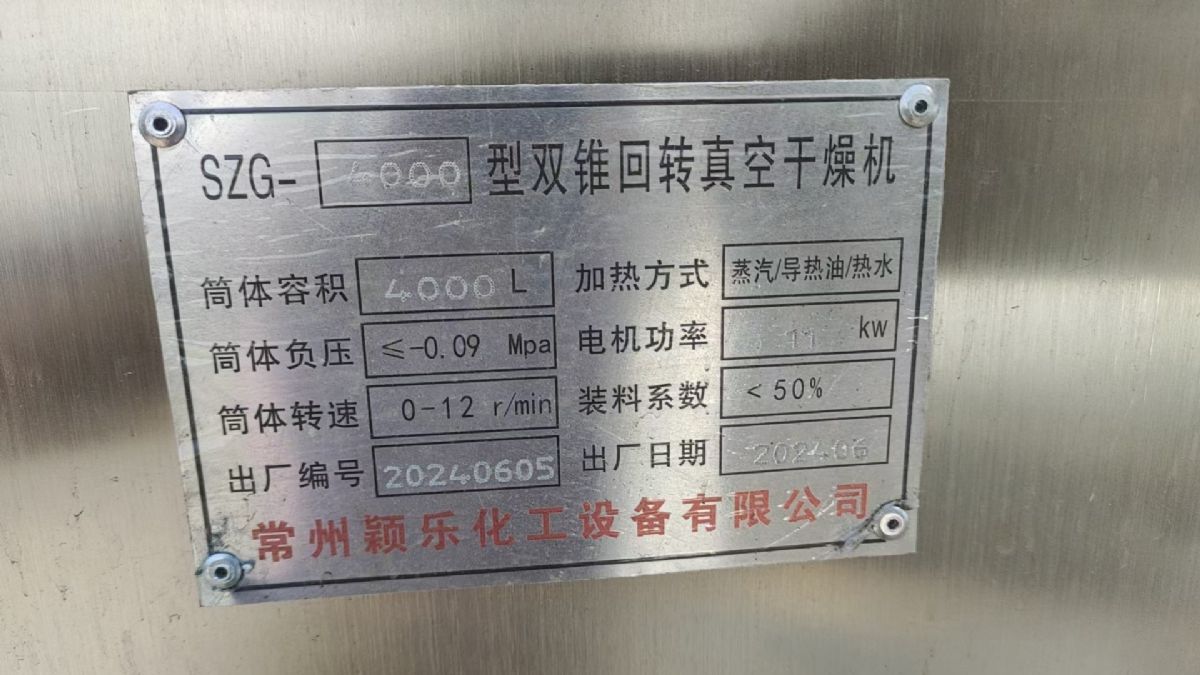 SZG-4000型双锥回转真空干燥机
筒体容积 4000 L 加热方式 蒸汽/导热油/热水
筒体负压 ≤-0.09 Mpa 电机功率 11 kw
筒体转速 0-12 r/min 装料系数 <50%
出厂编号 20240605 出厂日期 202406
常州颖乐化工设备有限公司